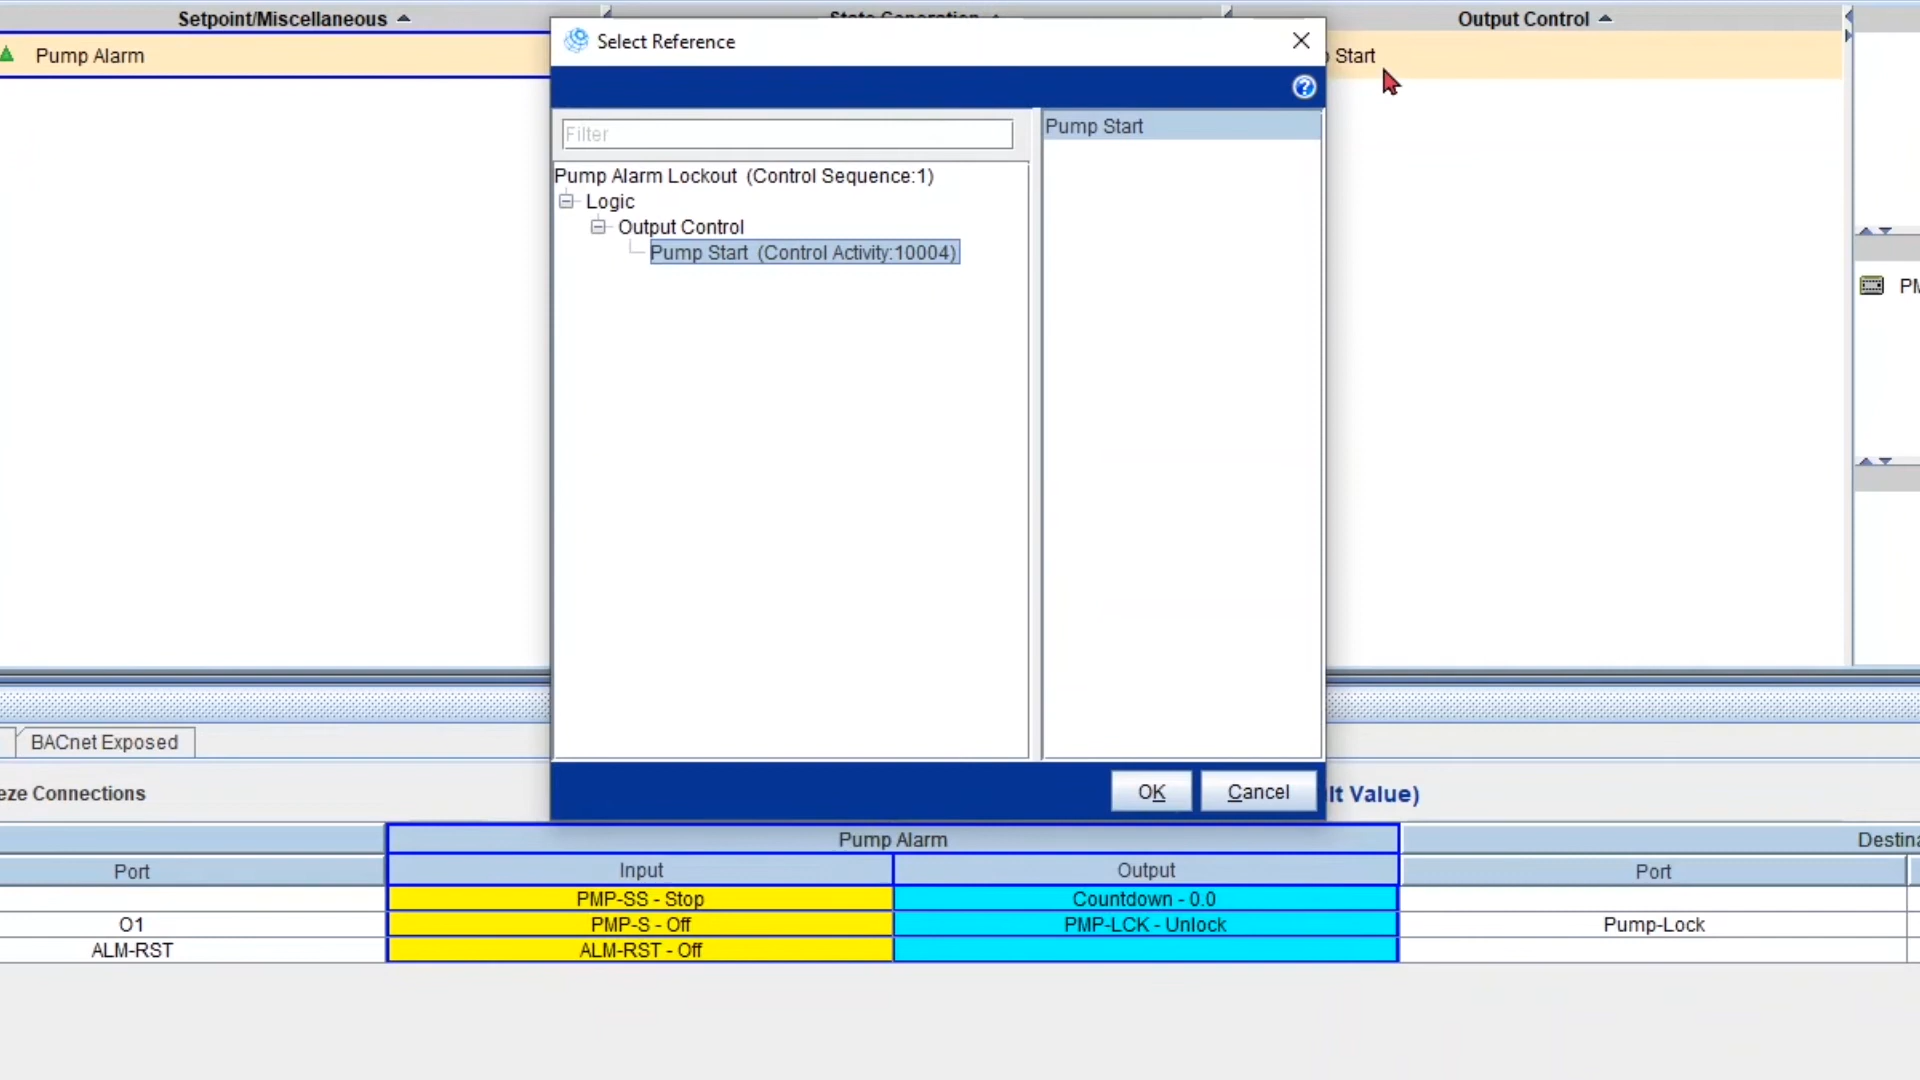 Setpoint/Miscellaneous
Output Control
Pump Alarm
Start
Select Reference
Filter
Pump Alarm Lockout (Control Sequence:1)
Logic
Output Control
Pump Start (Control Activity:10004)
Pump Start
PM
BACnet Exposed
OK
Cancel
eze Connections
lt Value)
Pump Alarm
Destina
Port
Input
Output
Port
PMP-SS - Stop
Countdown - 0.0
O1
PMP-S - Off
PMP-LCK - Unlock
Pump-Lock
ALM-RST
ALM-RST - Off